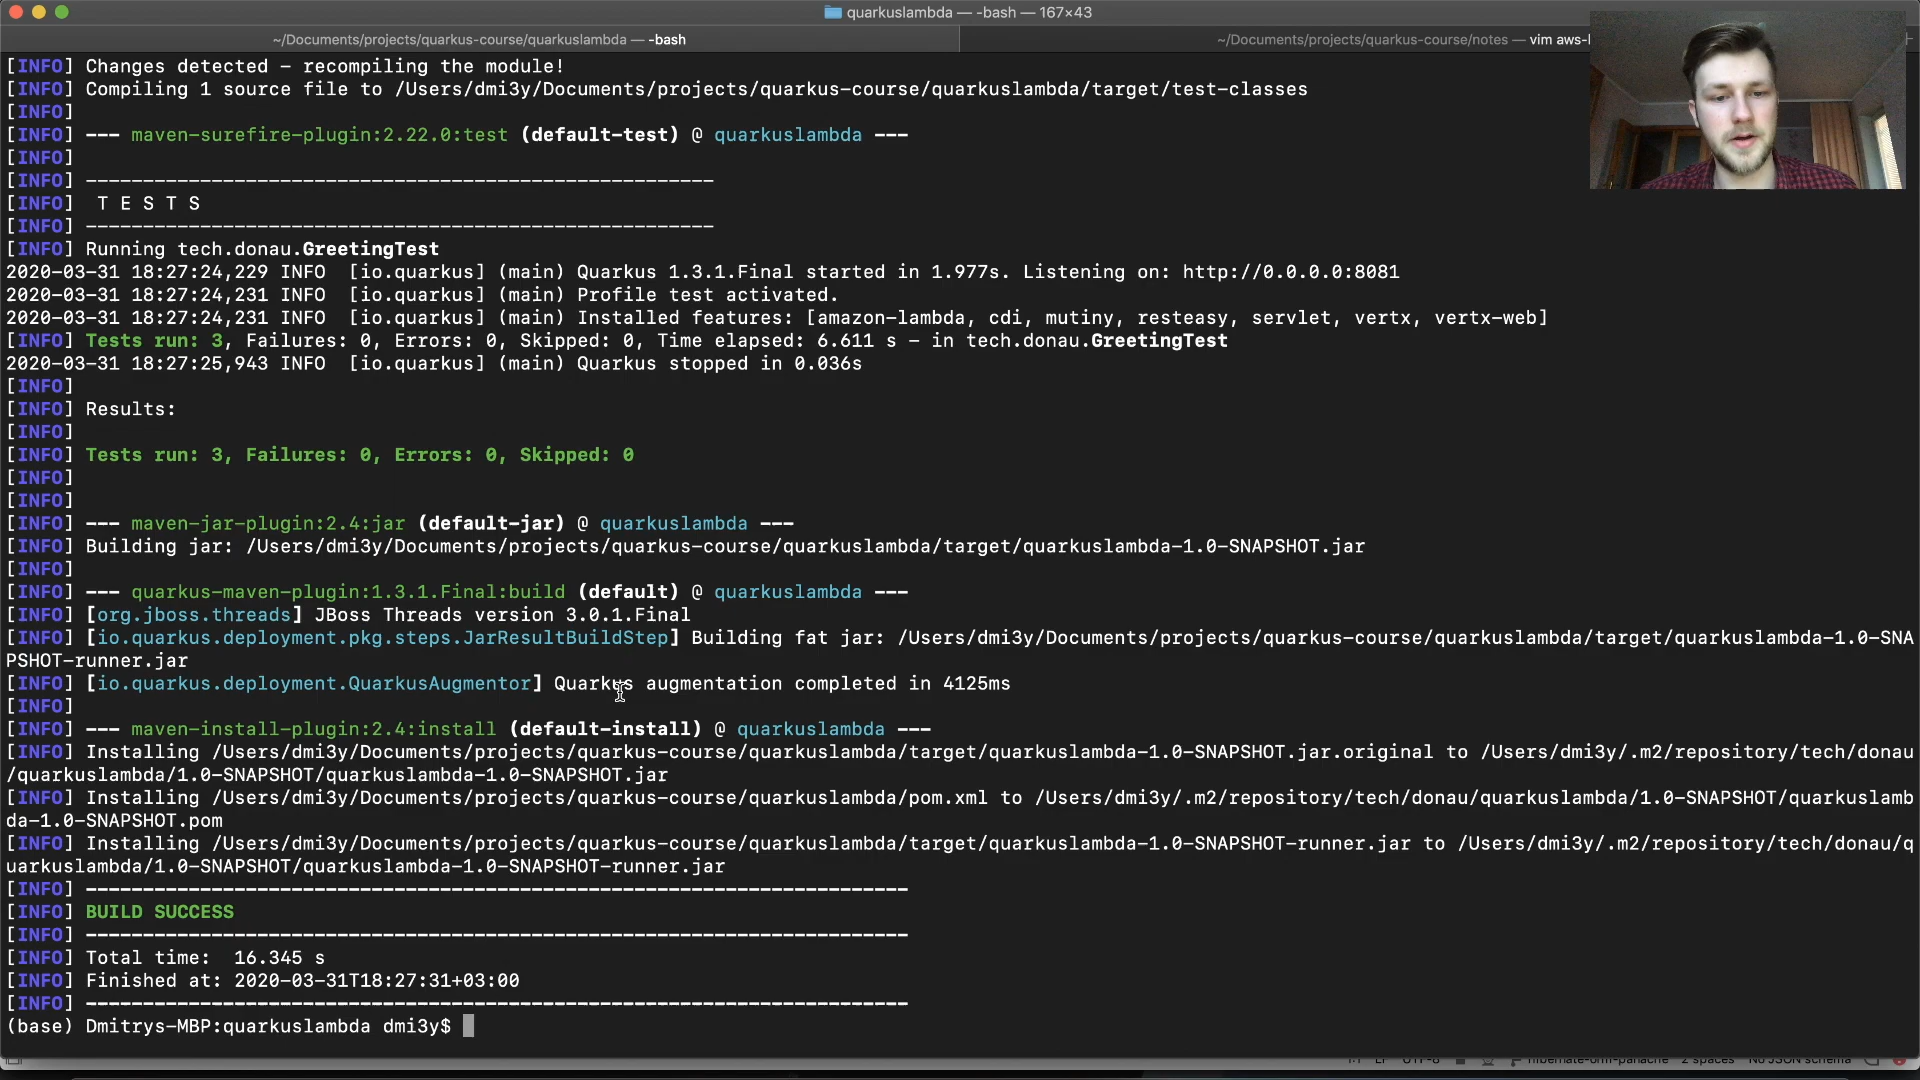 quarkuslambda — -bash — 167×43
~/Documents/projects/quarkus-course/quarkuslambda — -bash
~/Documents/projects/quarkus-course/notes — vim aws-l
[INFO] Changes detected - recompiling the module!
[INFO] Compiling 1 source file to /Users/dmi3y/Documents/projects/quarkus-course/quarkuslambda/target/test-classes
[INFO]
[INFO] --- maven-surefire-plugin:2.22.0:test (default-test) @ quarkuslambda ---
[INFO]
[INFO] -------------------------------------------------------
[INFO]  T E S T S
[INFO] -------------------------------------------------------
[INFO] Running tech.donau.GreetingTest
2020-03-31 18:27:24,229 INFO  [io.quarkus] (main) Quarkus 1.3.1.Final started in 1.977s. Listening on: http://0.0.0.0:8081
2020-03-31 18:27:24,231 INFO  [io.quarkus] (main) Profile test activated.
2020-03-31 18:27:24,231 INFO  [io.quarkus] (main) Installed features: [amazon-lambda, cdi, mutiny, resteasy, servlet, vertx, vertx-web]
[INFO] Tests run: 3, Failures: 0, Errors: 0, Skipped: 0, Time elapsed: 6.611 s - in tech.donau.GreetingTest
2020-03-31 18:27:25,943 INFO  [io.quarkus] (main) Quarkus stopped in 0.036s
[INFO]
[INFO] Results:
[INFO]
[INFO] Tests run: 3, Failures: 0, Errors: 0, Skipped: 0
[INFO]
[INFO]
[INFO] --- maven-jar-plugin:2.4:jar (default-jar) @ quarkuslambda ---
[INFO] Building jar: /Users/dmi3y/Documents/projects/quarkus-course/quarkuslambda/target/quarkuslambda-1.0-SNAPSHOT.jar
[INFO]
[INFO] --- quarkus-maven-plugin:1.3.1.Final:build (default) @ quarkuslambda ---
[INFO] [org.jboss.threads] JBoss Threads version 3.0.1.Final
[INFO] [io.quarkus.deployment.pkg.steps.JarResultBuildStep] Building fat jar: /Users/dmi3y/Documents/projects/quarkus-course/quarkuslambda/target/quarkuslambda-1.0-SNA
PSHOT-runner.jar
[INFO] [io.quarkus.deployment.QuarkusAugmentor] Quarkus augmentation completed in 4125ms
[INFO]
[INFO] --- maven-install-plugin:2.4:install (default-install) @ quarkuslambda ---
[INFO] Installing /Users/dmi3y/Documents/projects/quarkus-course/quarkuslambda/target/quarkuslambda-1.0-SNAPSHOT.jar.original to /Users/dmi3y/.m2/repository/tech/donau
/quarkuslambda/1.0-SNAPSHOT/quarkuslambda-1.0-SNAPSHOT.jar
[INFO] Installing /Users/dmi3y/Documents/projects/quarkus-course/quarkuslambda/pom.xml to /Users/dmi3y/.m2/repository/tech/donau/quarkuslambda/1.0-SNAPSHOT/quarkuslamb
da-1.0-SNAPSHOT.pom
[INFO] Installing /Users/dmi3y/Documents/projects/quarkus-course/quarkuslambda/target/quarkuslambda-1.0-SNAPSHOT-runner.jar to /Users/dmi3y/.m2/repository/tech/donau/q
uarkuslambda/1.0-SNAPSHOT/quarkuslambda-1.0-SNAPSHOT-runner.jar
[INFO] ------------------------------------------------------------------------
[INFO] BUILD SUCCESS
[INFO] ------------------------------------------------------------------------
[INFO] Total time:  16.345 s
[INFO] Finished at: 2020-03-31T18:27:31+03:00
[INFO] ------------------------------------------------------------------------
(base) Dmitrys-MBP:quarkuslambda dmi3y$
1:1 LF UTF-8 hibernate-orm-panache 2 spaces No JSON schema